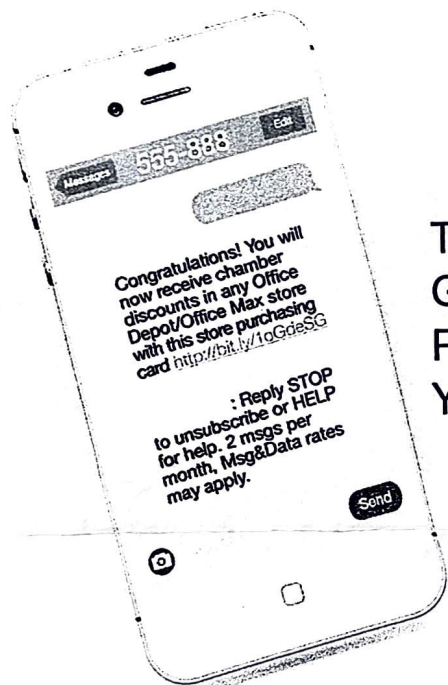 Messages
555-888
Edit
Congratulations! You will
now receive chamber
discounts in any Office
Depot/Office Max store
with this store purchasing
card http://bit.ly/1oGdeSG
: Reply STOP
to unsubscribe or HELP
for help. 2 msgs per
month, Msg&Data rates
may apply.
Send
T
G
F
Y